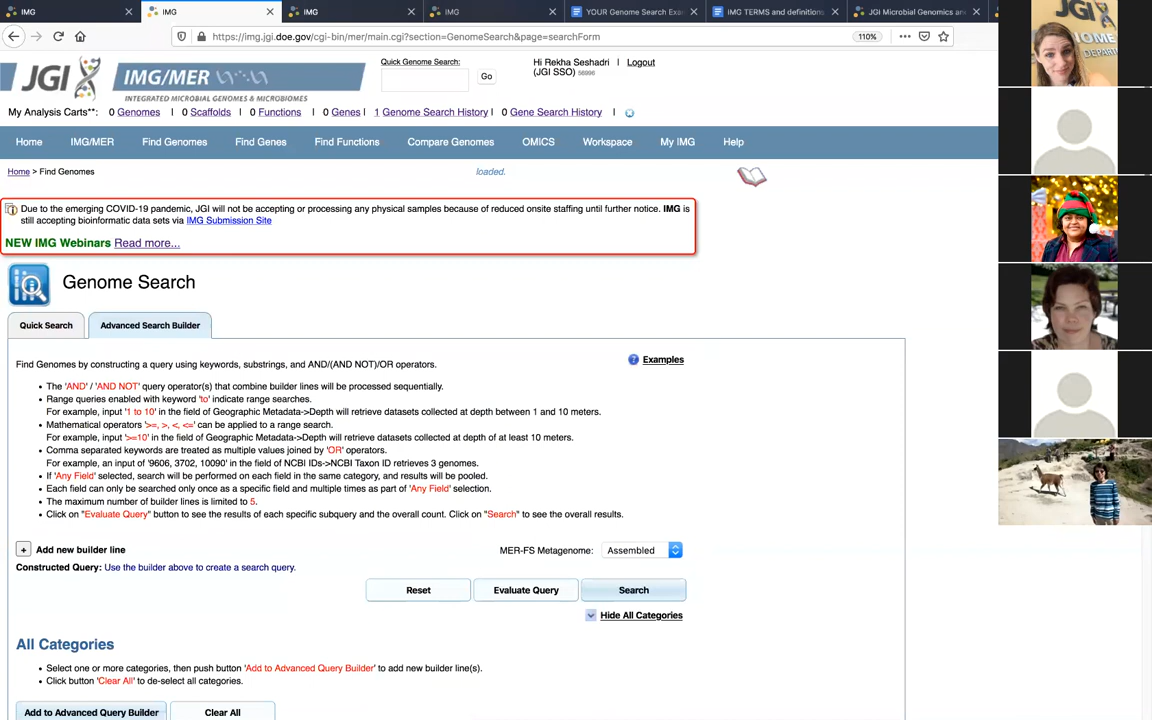 IMG
IMG
IMG
IMG
YOUR Genome Search Exa
IMG TERMS and definitions
JGI Microbial Genomics an
https://img.jgi.doe.gov/cgi-bin/mer/main.cgi?section=GenomeSearch&page=searchForm
110%
JGI
IMG/MER
INTEGRATED MICROBIAL GENOMES & MICROBIOMES
Quick Genome Search:
Go
Hi Rekha Seshadri | Logout
(JGI SSO) 56996
My Analysis Carts**: 0 Genomes | 0 Scaffolds | 0 Functions | 0 Genes | 1 Genome Search History | 0 Gene Search History |
Home IMG/MER Find Genomes Find Genes Find Functions Compare Genomes OMICS Workspace My IMG Help
Home > Find Genomes
loaded.
Due to the emerging COVID-19 pandemic, JGI will not be accepting or processing any physical samples because of reduced onsite staffing until further notice. IMG is
still accepting bioinformatic data sets via IMG Submission Site
NEW IMG Webinars Read more...
Genome Search
Quick Search
Advanced Search Builder
Find Genomes by constructing a query using keywords, substrings, and AND/(AND NOT)/OR operators.
Examples
• The 'AND' / 'AND NOT' query operator(s) that combine builder lines will be processed sequentially.
• Range queries enabled with keyword 'to' indicate range searches.
For example, input '1 to 10' in the field of Geographic Metadata->Depth will retrieve datasets collected at depth between 1 and 10 meters.
• Mathematical operators '>=, >, <, <=' can be applied to a range search.
For example, input '>=10' in the field of Geographic Metadata->Depth will retrieve datasets collected at depth of at least 10 meters.
• Comma separated keywords are treated as multiple values joined by 'OR' operators.
For example, an input of '9606, 3702, 10090' in the field of NCBI IDs->NCBI Taxon ID retrieves 3 genomes.
• If 'Any Field' selected, search will be performed on each field in the same category, and results will be pooled.
• Each field can only be searched only once as a specific field and multiple times as part of 'Any Field' selection.
• The maximum number of builder lines is limited to 5.
• Click on "Evaluate Query" button to see the results of each specific subquery and the overall count. Click on "Search" to see the overall results.
+ Add new builder line
MER-FS Metagenome: Assembled
Constructed Query: Use the builder above to create a search query.
Reset
Evaluate Query
Search
Hide All Categories
All Categories
• Select one or more categories, then push button 'Add to Advanced Query Builder' to add new builder line(s).
• Click button 'Clear All' to de-select all categories.
Add to Advanced Query Builder
Clear All
JGI